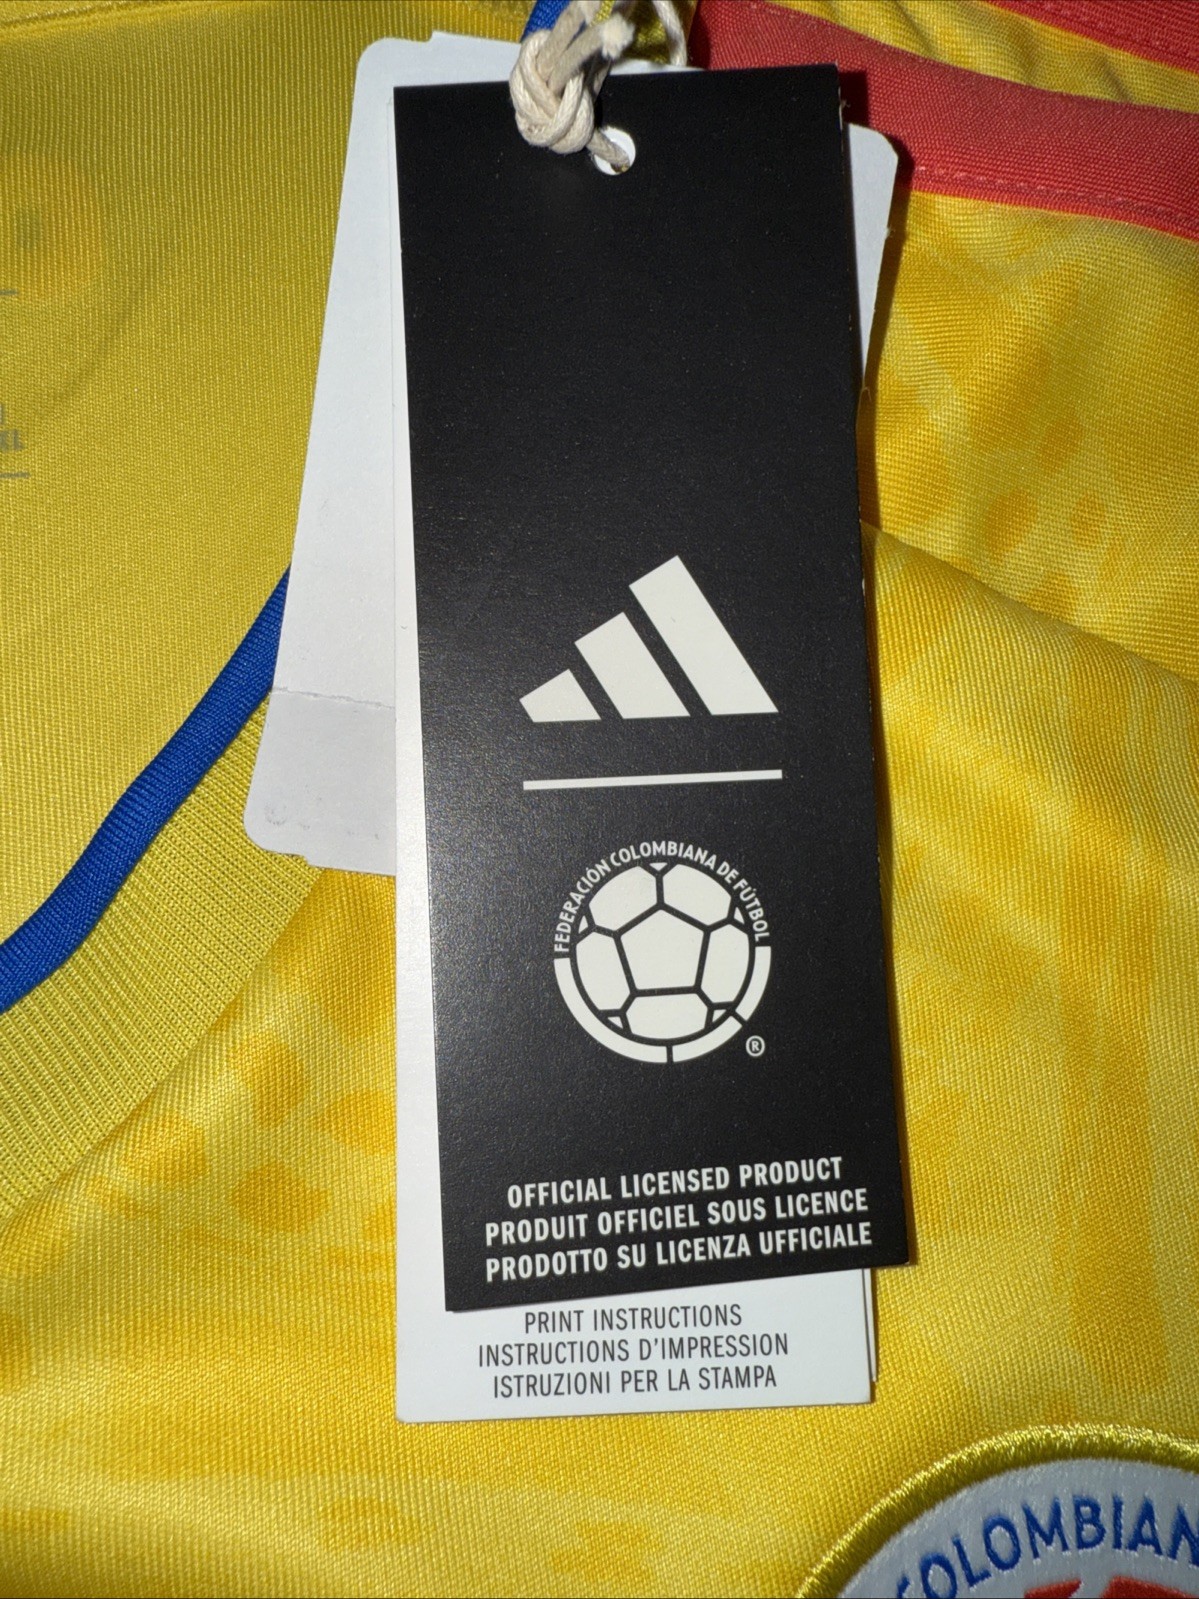 XL
FEDERACIÓN COLOMBIANA DE FÚTBOL
®
OFFICIAL LICENSED PRODUCT
PRODUIT OFFICIEL SOUS LICENCE
PRODOTTO SU LICENZA UFFICIALE
PRINT INSTRUCTIONS
INSTRUCTIONS D'IMPRESSION
ISTRUZIONI PER LA STAMPA
COLOMBIAN